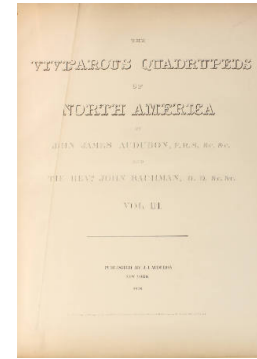 THE
VIVIPAROUS QUADRUPEDS
OF
NORTH AMERICA
BY
JOHN JAMES AUDUBON, F.R.S. &c. &c.
AND
THE REVD JOHN BACHMAN, D. D. &c. &c.
VOL. III
PUBLISHED BY J.J. AUDUBON
NEW YORK